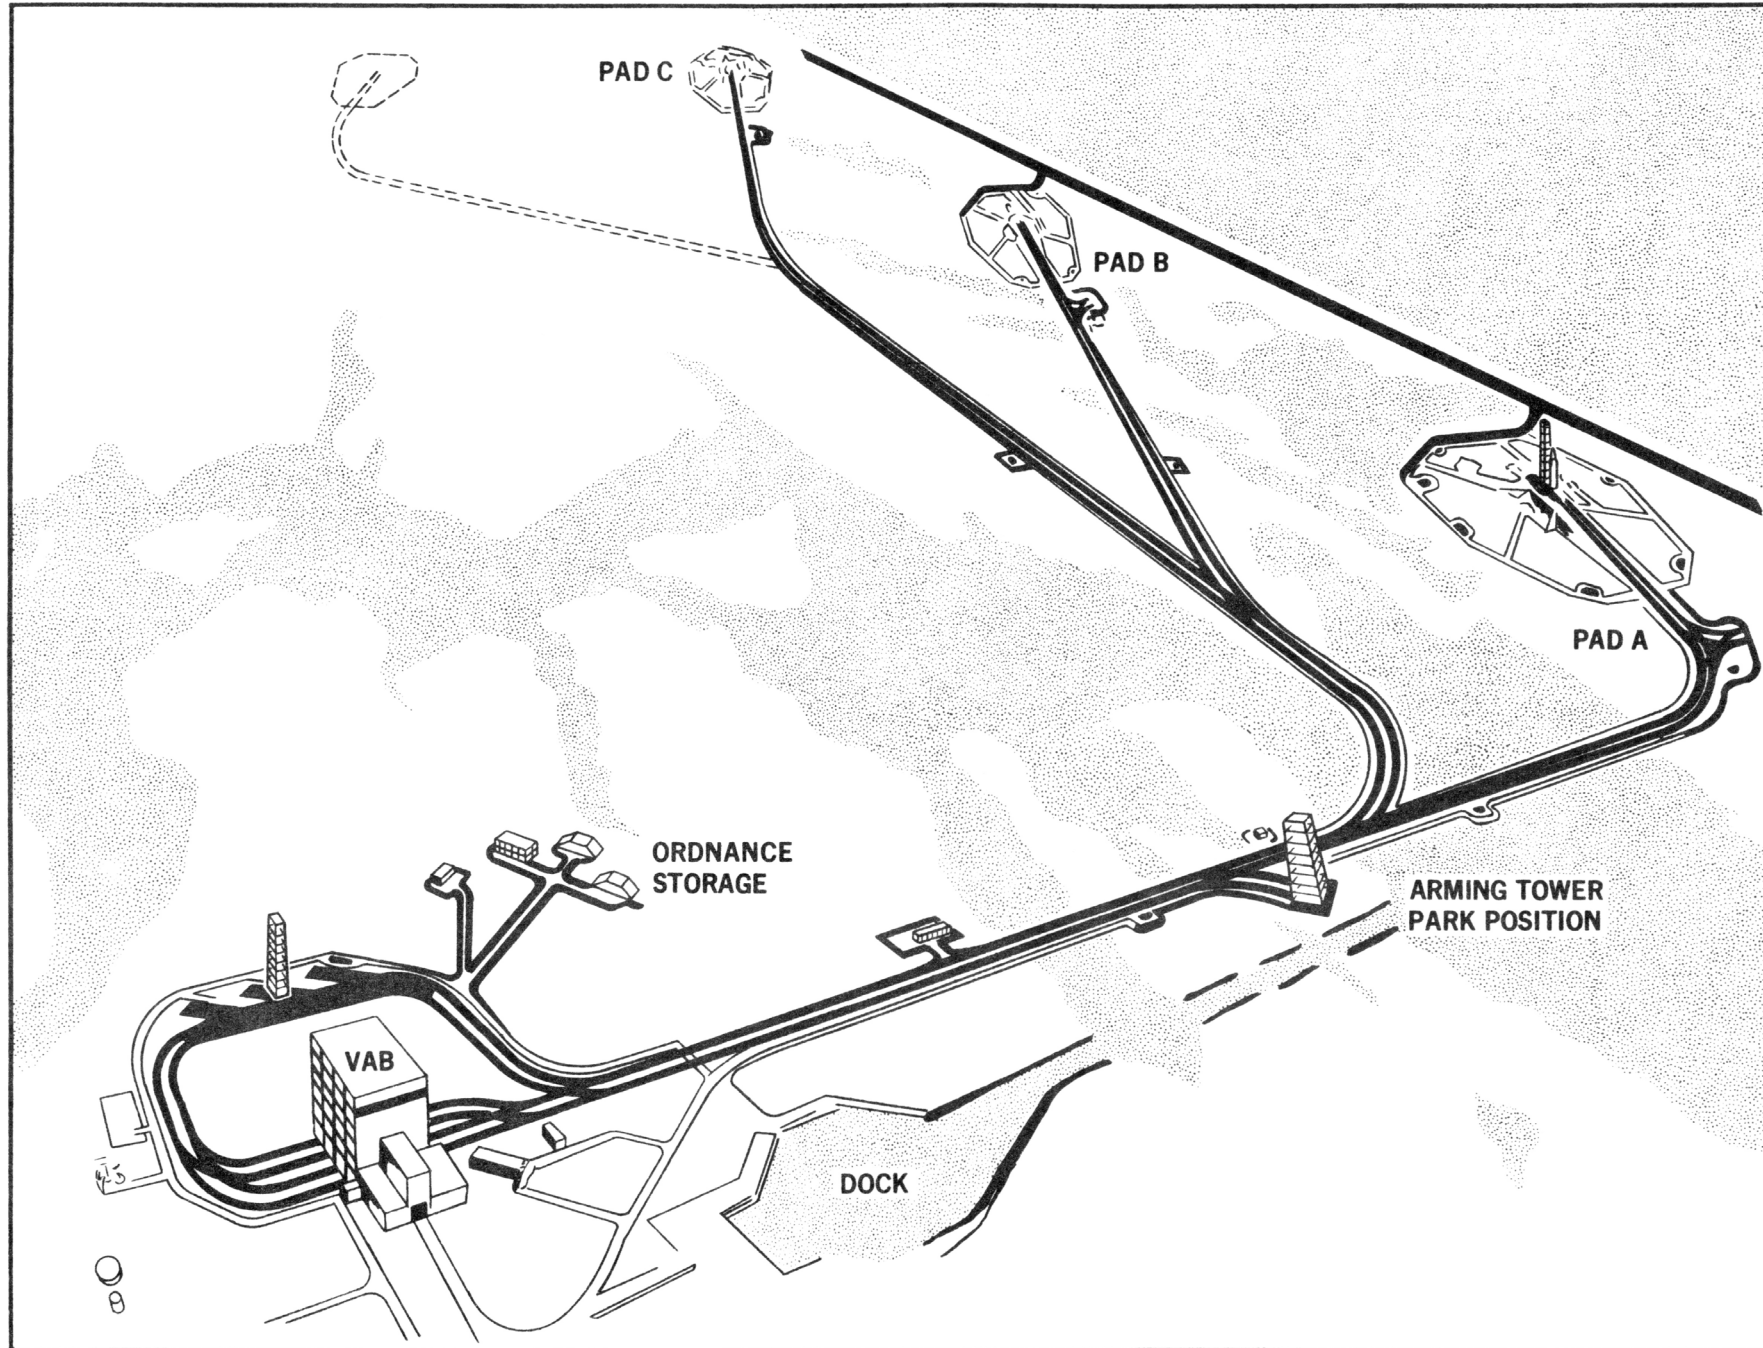 PAD C
PAD B
PAD A
ORDNANCE
STORAGE
ARMING TOWER
PARK POSITION
VAB
DOCK